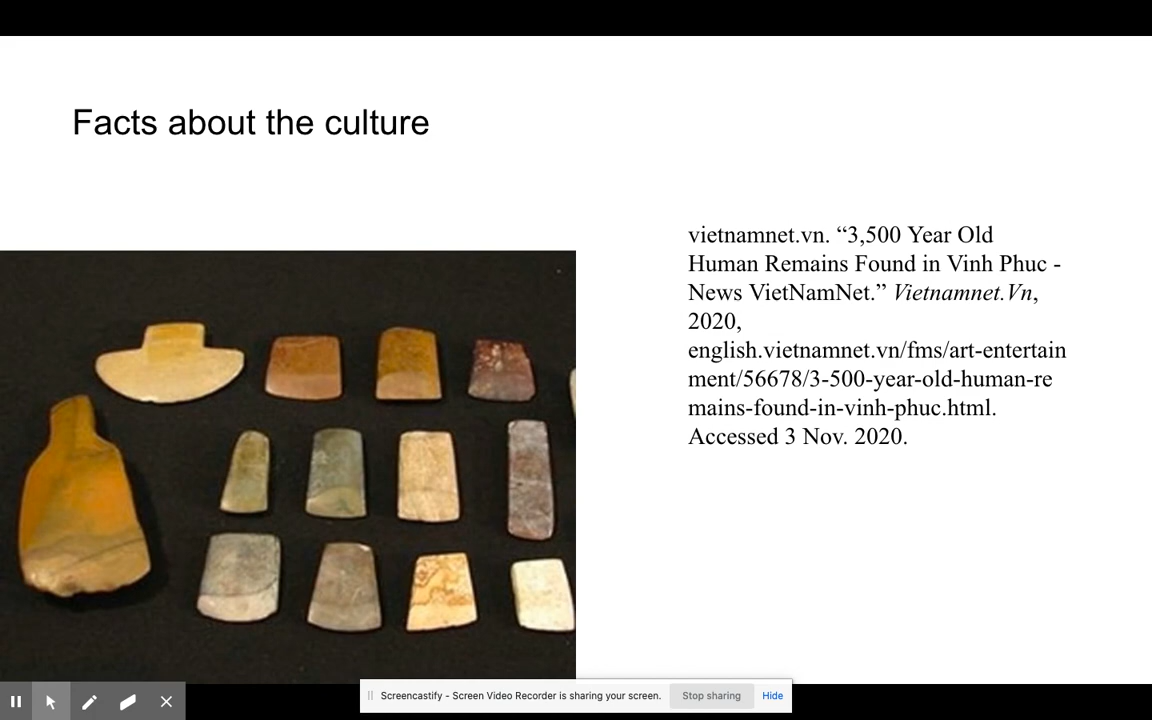 Facts about the culture
vietnamnet.vn. “3,500 Year Old
Human Remains Found in Vinh Phuc -
News VietNamNet.” Vietnamnet.Vn,
2020,
english.vietnamnet.vn/fms/art-entertain
ment/56678/3-500-year-old-human-re
mains-found-in-vinh-phuc.html.
Accessed 3 Nov. 2020.
Screencastify - Screen Video Recorder is sharing your screen.
Stop sharing
Hide